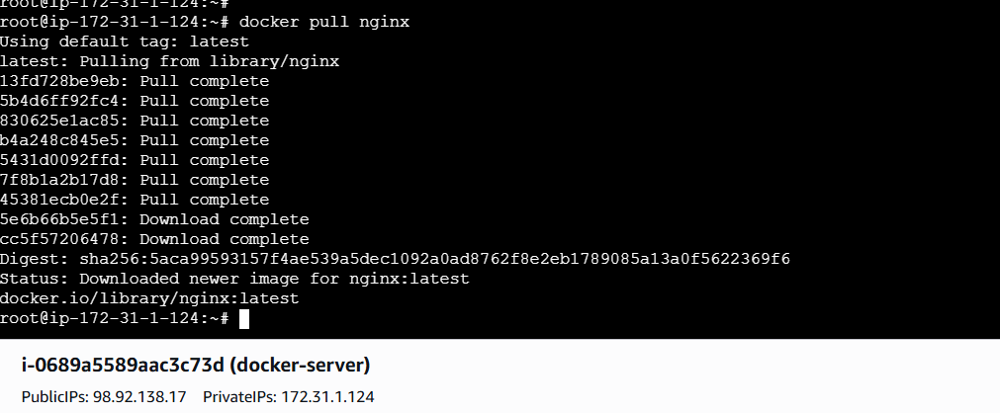 root@ip-172-31-1-124:~#
root@ip-172-31-1-124:~# docker pull nginx
Using default tag: latest
latest: Pulling from library/nginx
13fd728be9eb: Pull complete
5b4d6ff92fc4: Pull complete
830625e1ac85: Pull complete
b4a248c845e5: Pull complete
5431d0092ffd: Pull complete
7f8b1a2b17d8: Pull complete
45381ecb0e2f: Pull complete
5e6b66b5e5f1: Download complete
cc5f57206478: Download complete
Digest: sha256:5aca99593157f4ae539a5dec1092a0ad8762f8e2eb1789085a13a0f5622369f6
Status: Downloaded newer image for nginx:latest
docker.io/library/nginx:latest
root@ip-172-31-1-124:~#
i-0689a5589aac3c73d (docker-server)
PublicIPs: 98.92.138.17 PrivateIPs: 172.31.1.124